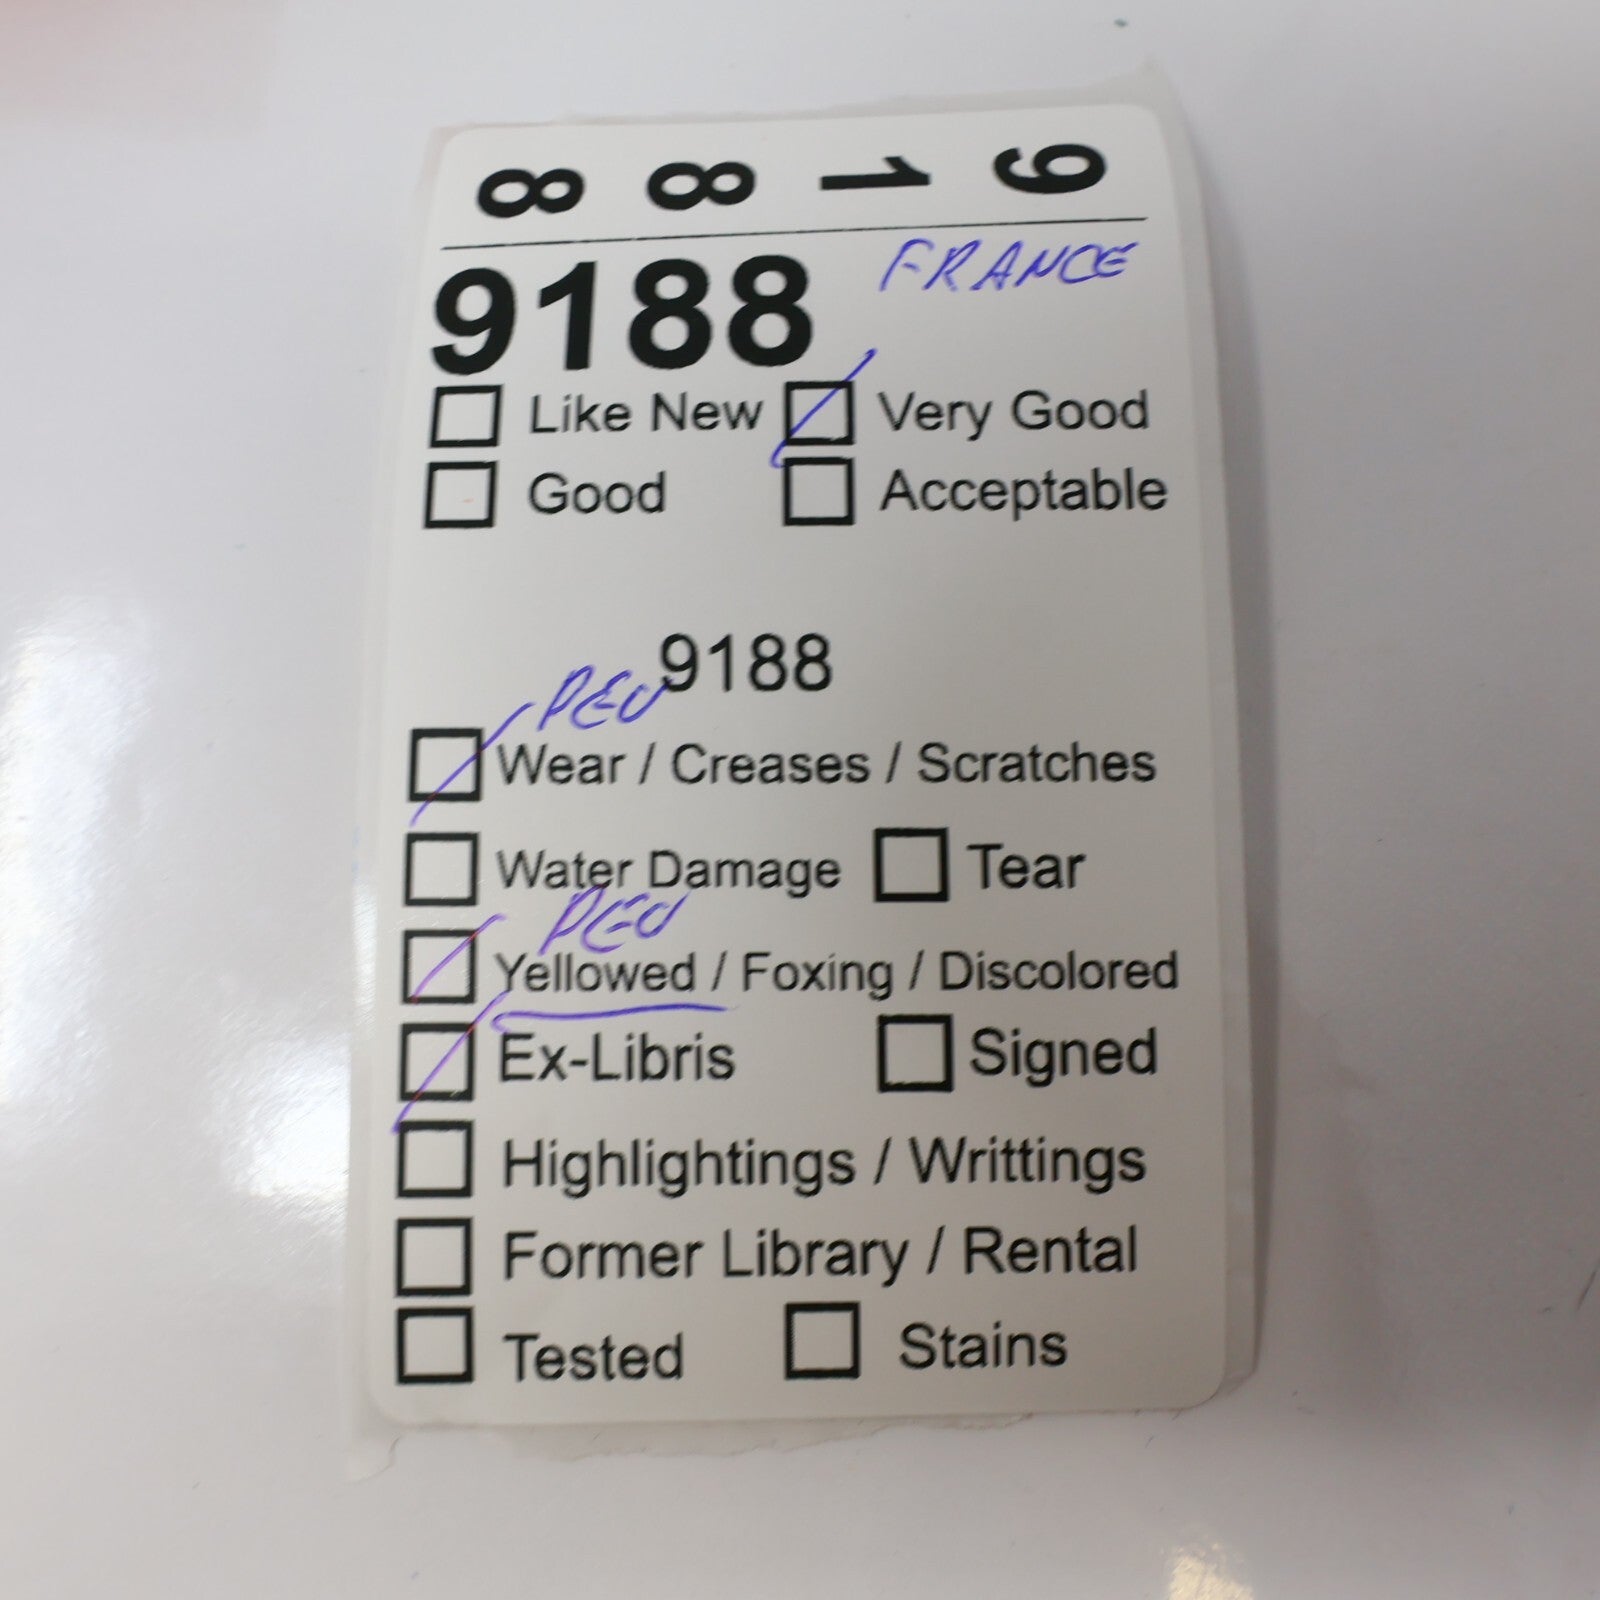 9 1 8 8
9188 FRANCE
Like New Very Good
Good Acceptable
9188
PEU
Wear / Creases / Scratches
Water Damage Tear
PEU
Yellowed / Foxing / Discolored
Ex-Libris Signed
Highlightings / Writtings
Former Library / Rental
Tested Stains